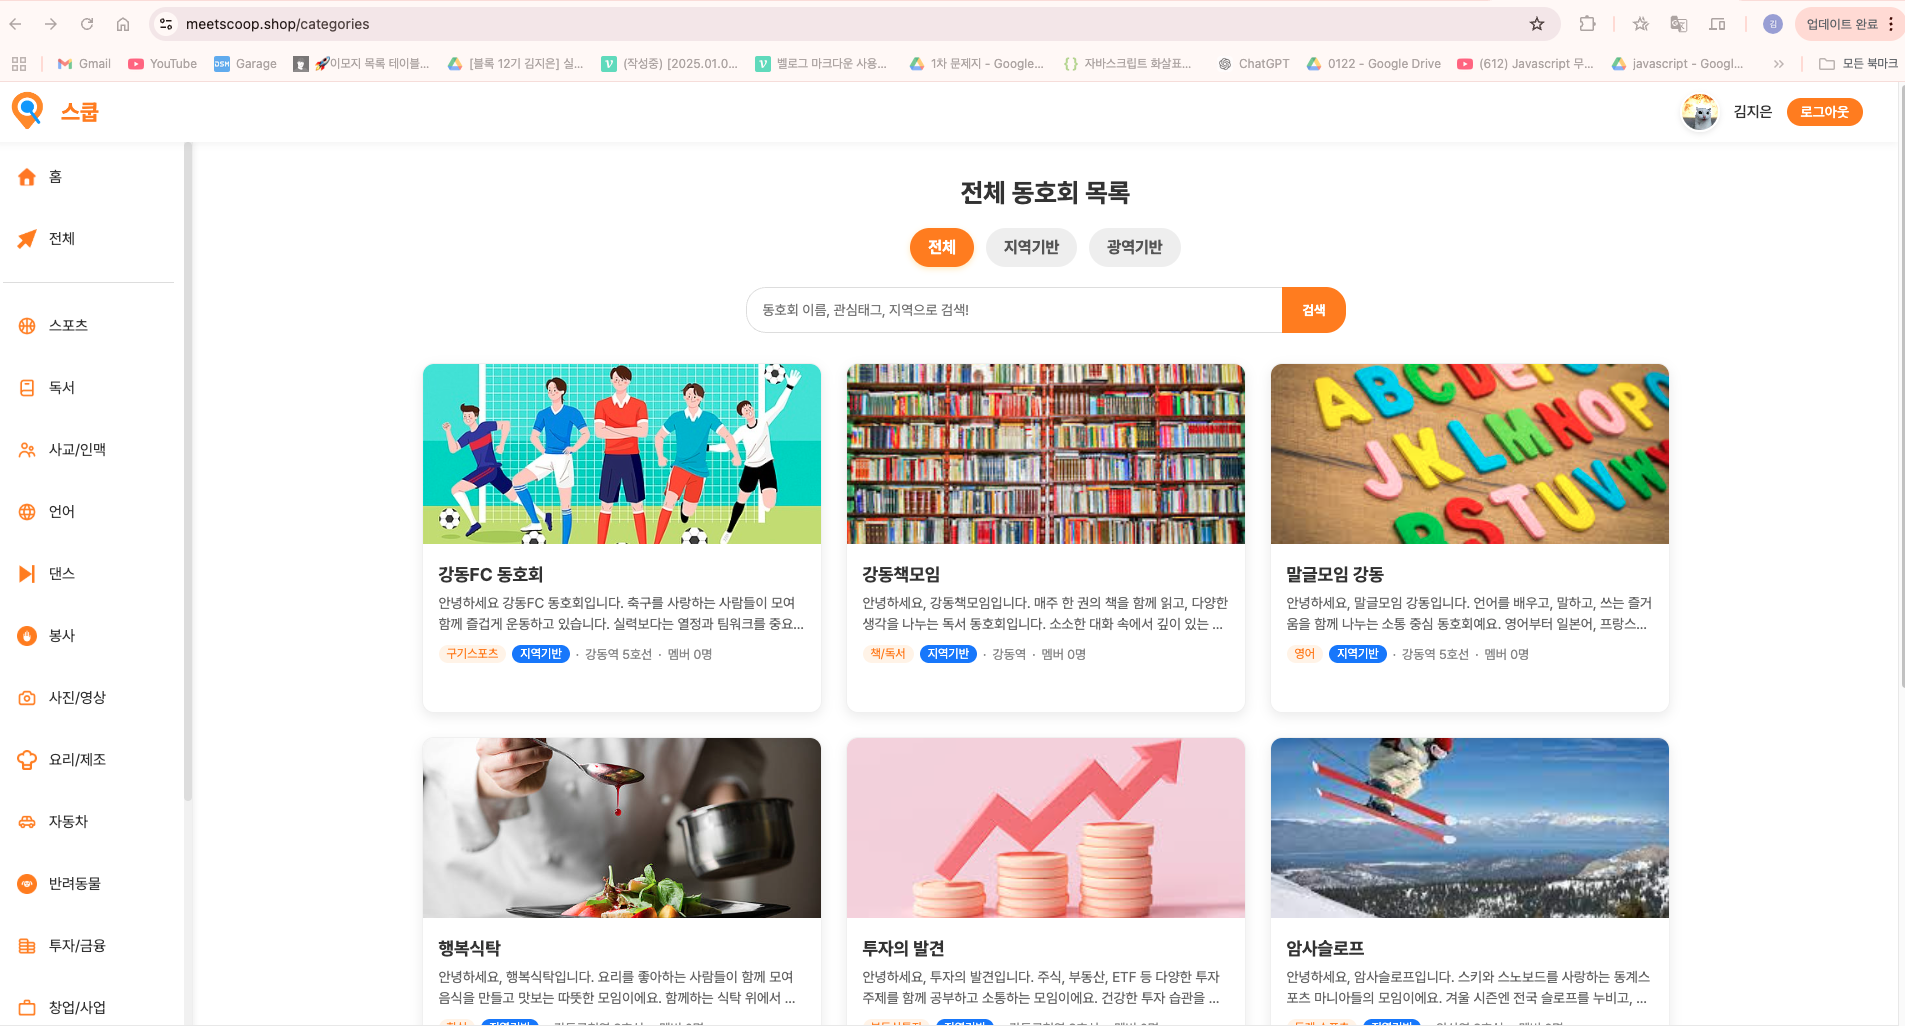 meetscoop.shop/categories
업데이트 완료
Gmail
YouTube
Garage
🚀이모지 목록 테이블...
[블록 12기 김지은] 실...
(작성중) [2025.01.0...
벨로그 마크다운 사용...
1차 문제지 - Google...
자바스크립트 화살표...
ChatGPT
0122 - Google Drive
(612) Javascript 무...
javascript - Googl...
모든 북마크
스쿱
김지은
로그아웃
홈
전체
스포츠
독서
사교/인맥
언어
댄스
봉사
사진/영상
요리/제조
자동차
반려동물
투자/금융
창업/사업
전체 동호회 목록
전체
지역기반
광역기반
동호회 이름, 관심태그, 지역으로 검색!
검색
강동FC 동호회
안녕하세요 강동FC 동호회입니다. 축구를 사랑하는 사람들이 모여
함께 즐겁게 운동하고 있습니다. 실력보다는 열정과 팀워크를 중요...
구기스포츠 지역기반 · 강동역 5호선 · 멤버 0명
강동책모임
안녕하세요, 강동책모임입니다. 매주 한 권의 책을 함께 읽고, 다양한
생각을 나누는 독서 동호회입니다. 소소한 대화 속에서 깊이 있는 ...
책/독서 지역기반 · 강동역 · 멤버 0명
ABCDEF
JKLMNOPQ
RSTUVW
말글모임 강동
안녕하세요, 말글모임 강동입니다. 언어를 배우고, 말하고, 쓰는 즐거
움을 함께 나누는 소통 중심 동호회예요. 영어부터 일본어, 프랑스...
영어 지역기반 · 강동역 5호선 · 멤버 0명
행복식탁
안녕하세요, 행복식탁입니다. 요리를 좋아하는 사람들이 함께 모여
음식을 만들고 맛보는 따뜻한 모임이에요. 함께하는 식탁 위에서 ...
투자의 발견
안녕하세요, 투자의 발견입니다. 주식, 부동산, ETF 등 다양한 투자
주제를 함께 공부하고 소통하는 모임이에요. 건강한 투자 습관을 ...
암사슬로프
안녕하세요, 암사슬로프입니다. 스키와 스노보드를 사랑하는 동계스
포츠 마니아들의 모임이에요. 겨울 시즌엔 전국 슬로프를 누비고, ...